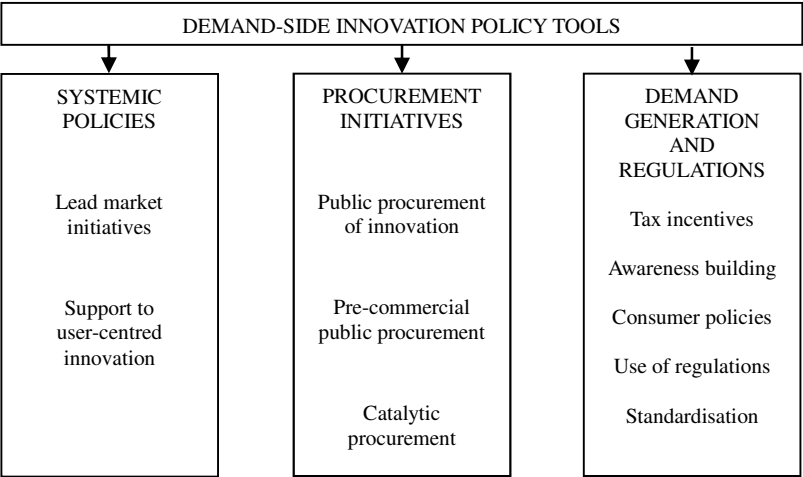 DEMAND-SIDE INNOVATION POLICY TOOLS
SYSTEMIC
POLICIES
Lead market
initiatives
Support to
user-centred
innovation
PROCUREMENT
INITIATIVES
Public procurement
of innovation
Pre-commercial
public procurement
Catalytic
procurement
DEMAND
GENERATION
AND
REGULATIONS
Tax incentives
Awareness building
Consumer policies
Use of regulations
Standardisation